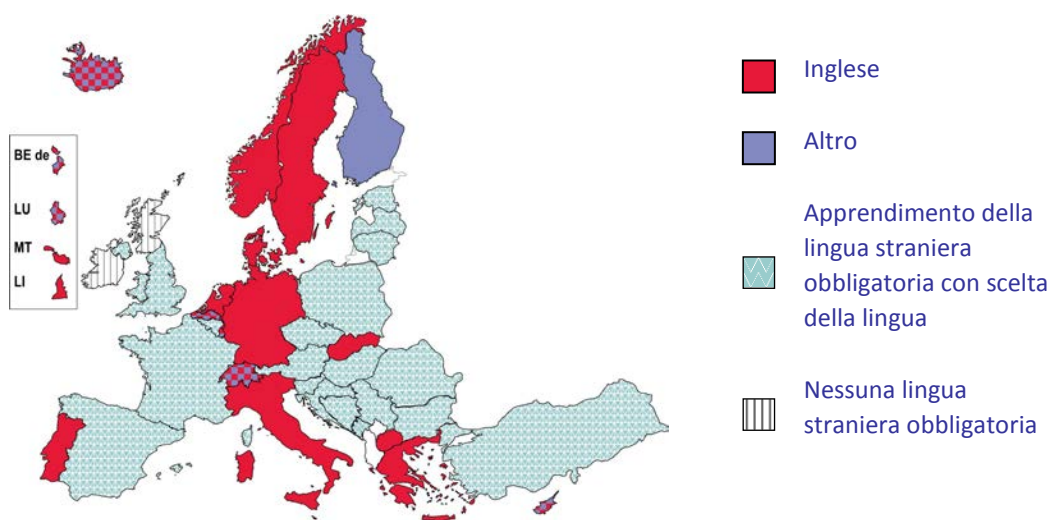 BE de
LU
MT
LI
Inglese
Altro
Apprendimento della
lingua straniera
obbligatoria con scelta
della lingua
Nessuna lingua
straniera obbligatoria